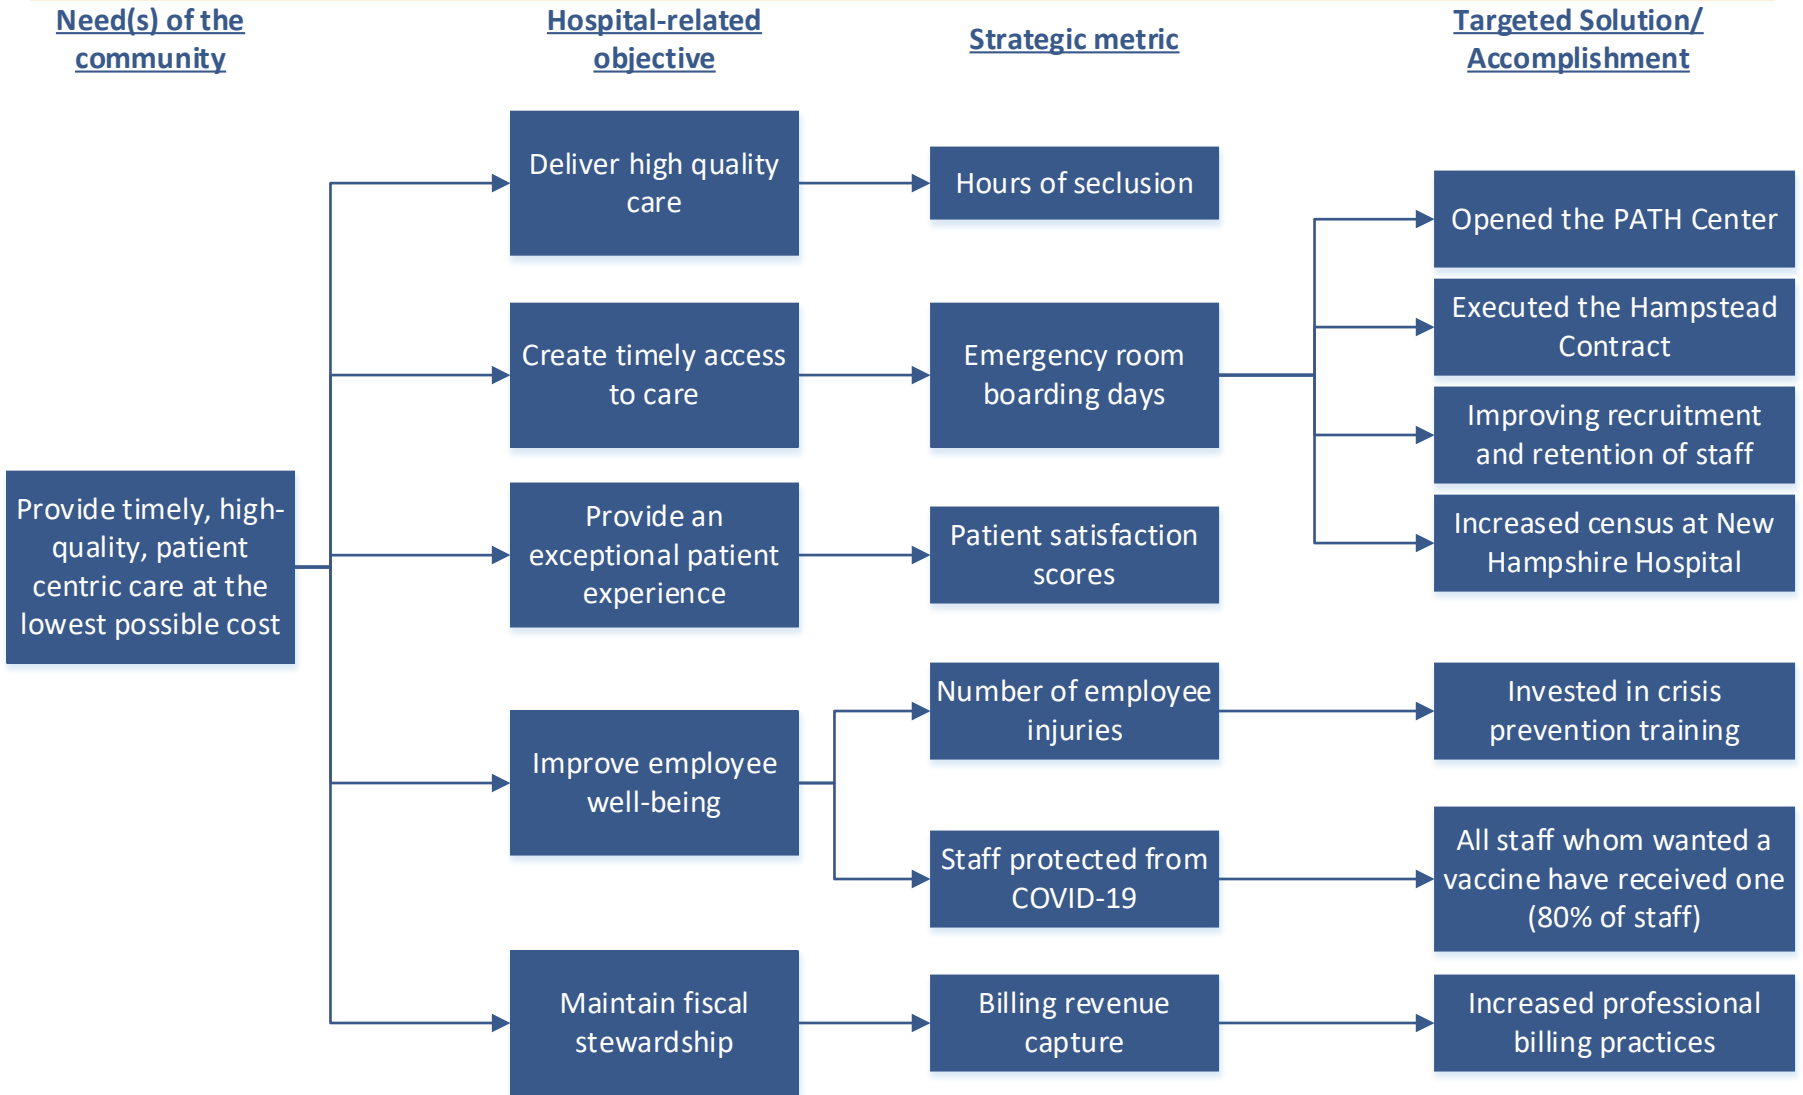 Need(s) of the
community
Hospital-related
objective
Strategic metric
Targeted Solution/
Accomplishment
Provide timely, high-
quality, patient
centric care at the
lowest possible cost
Deliver high quality
care
Create timely access
to care
Provide an
exceptional patient
experience
Improve employee
well-being
Maintain fiscal
stewardship
Hours of seclusion
Emergency room
boarding days
Patient satisfaction
scores
Number of employee
injuries
Staff protected from
COVID-19
Billing revenue
capture
Opened the PATH Center
Executed the Hampstead
Contract
Improving recruitment
and retention of staff
Increased census at New
Hampshire Hospital
Invested in crisis
prevention training
All staff whom wanted a
vaccine have received one
(80% of staff)
Increased professional
billing practices